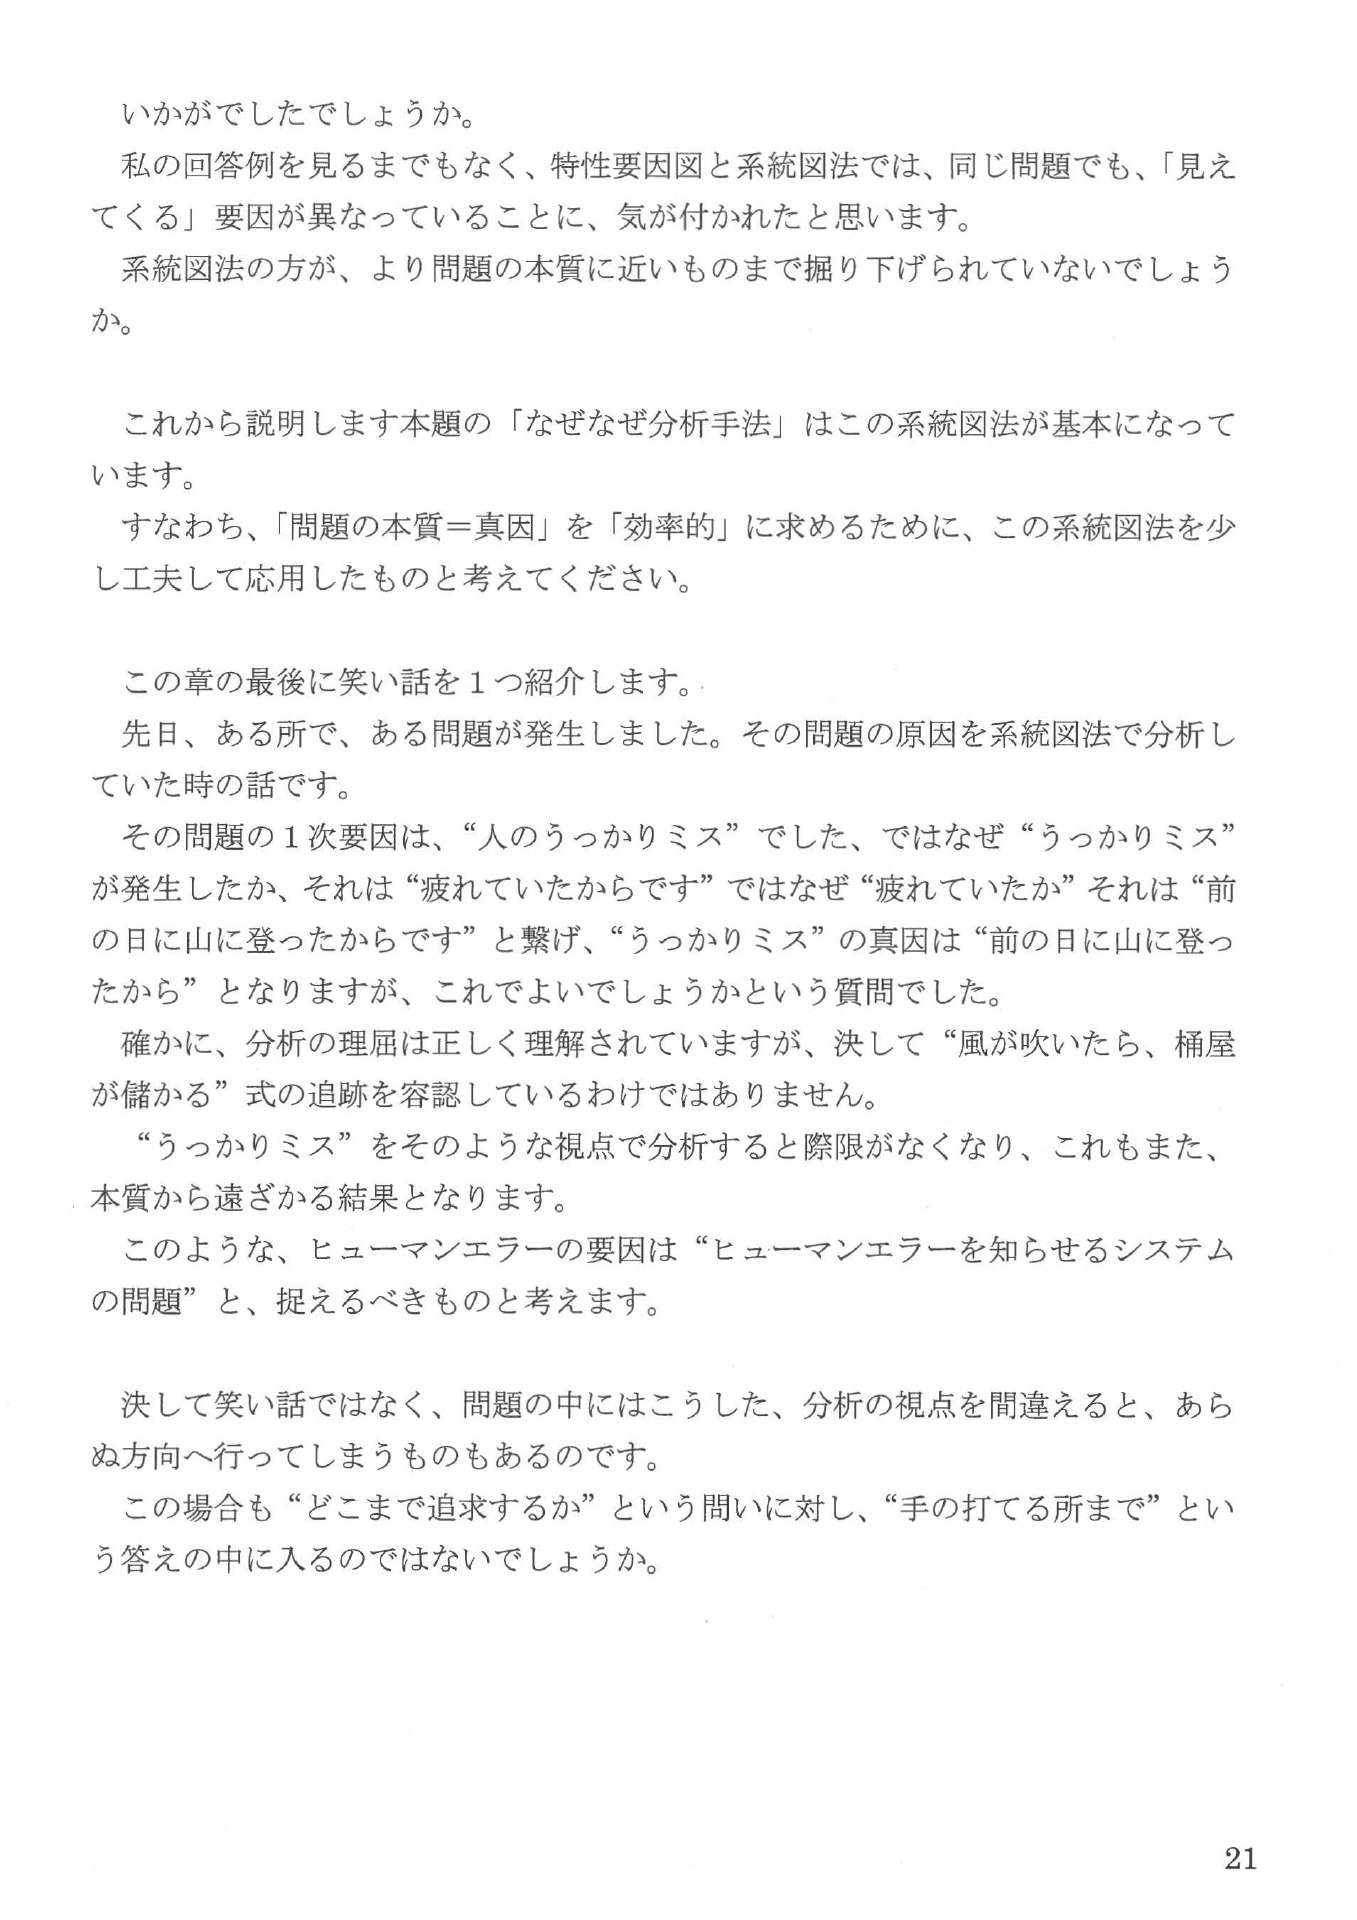 いかがでしたでしょうか。
私の回答例を見るまでもなく、特性要因図と系統図法では、同じ問題でも、「見え
てくる」要因が異なっていることに、気が付かれたと思います。
系統図法の方が、より問題の本質に近いものまで掘り下げられていないでしょう
か。
これから説明します本題の「なぜなぜ分析手法」はこの系統図法が基本になって
います。
すなわち、「問題の本質＝真因」を「効率的」に求めるために、この系統図法を少
し工夫して応用したものと考えてください。
この章の最後に笑い話を１つ紹介します。
先日、ある所で、ある問題が発生しました。その問題の原因を系統図法で分析し
ていた時の話です。
その問題の１次要因は、“人のうっかりミス”でした、ではなぜ“うっかりミス”
が発生したか、それは“疲れていたからです”ではなぜ“疲れていたか”それは“前
の日に山に登ったからです”と繋げ、“うっかりミス”の真因は“前の日に山に登っ
たから”となりますが、これでよいでしょうかという質問でした。
確かに、分析の理屈は正しく理解されていますが、決して“風が吹いたら、桶屋
が儲かる”式の追跡を容認しているわけではありません。
“うっかりミス”をそのような視点で分析すると際限がなくなり、これもまた、
本質から遠ざかる結果となります。
このような、ヒューマンエラーの要因は“ヒューマンエラーを知らせるシステム
の問題”と、捉えるべきものと考えます。
決して笑い話ではなく、問題の中にはこうした、分析の視点を間違えると、あら
ぬ方向へ行ってしまうものもあるのです。
この場合も“どこまで追求するか”という問いに対し、“手の打てる所まで”とい
う答えの中に入るのではないでしょうか。
21